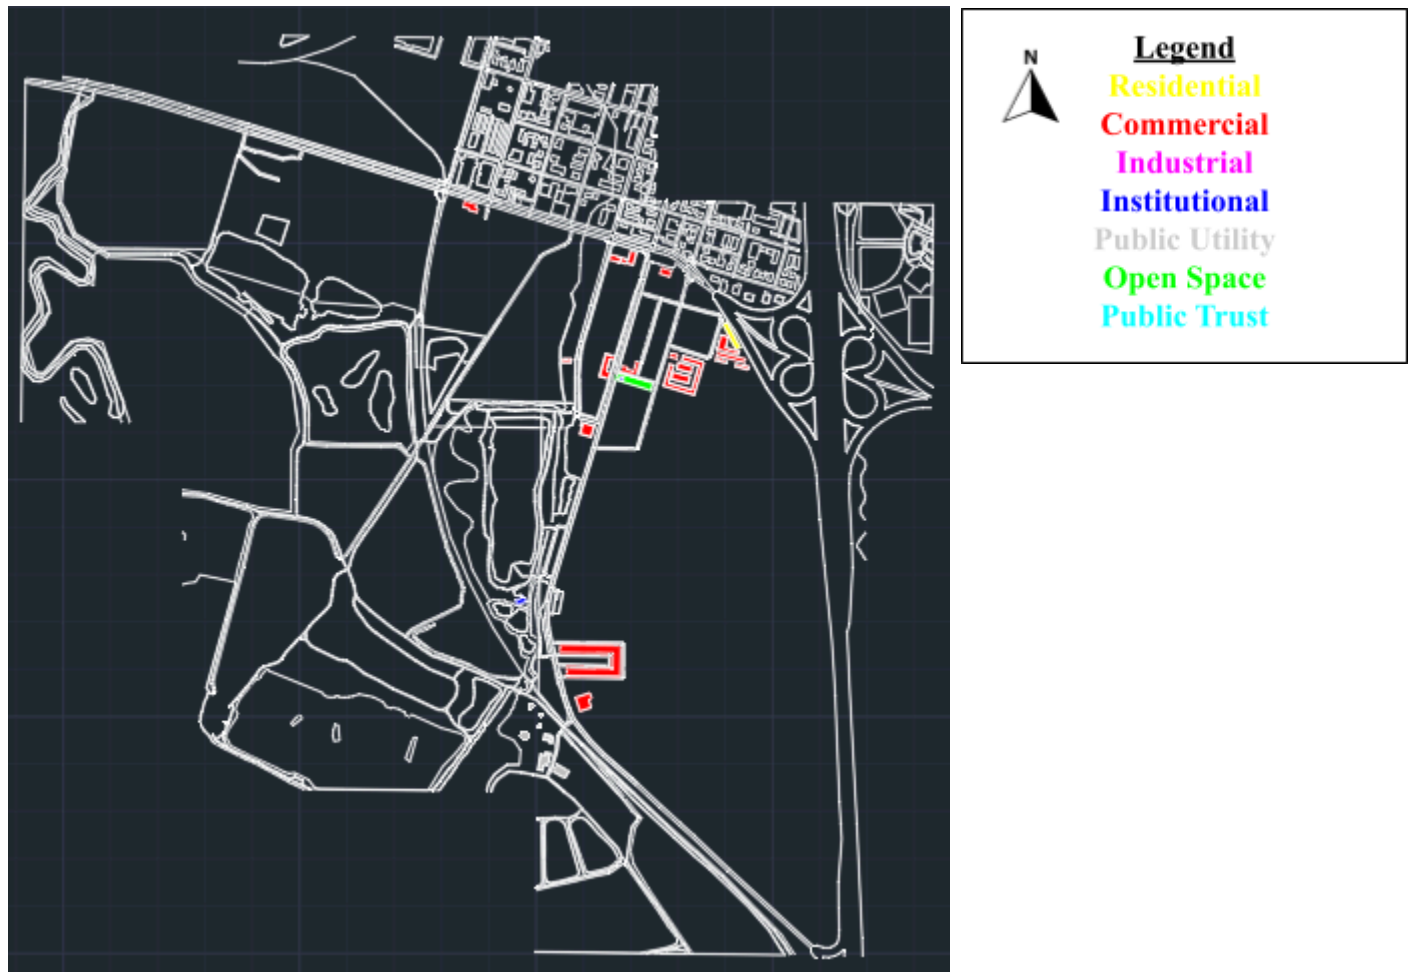 Legend
N
Residential
Commercial
Industrial
Institutional
Public Utility
Open Space
Public Trust